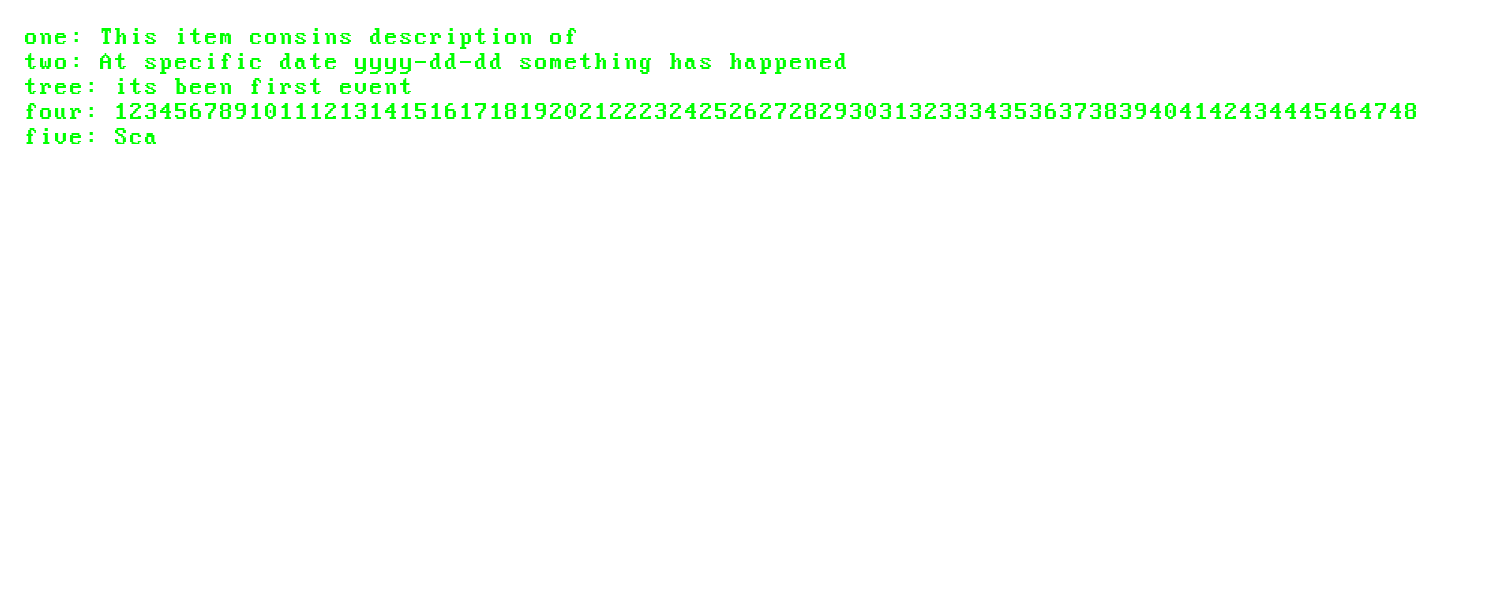 one: This item consins description of
two: At specific date yyyy-dd-dd something has happened
tree: its been first event
four: 123456789101112131415161718192021222324252627282930313233343536373839404142434445464748
five: Sca